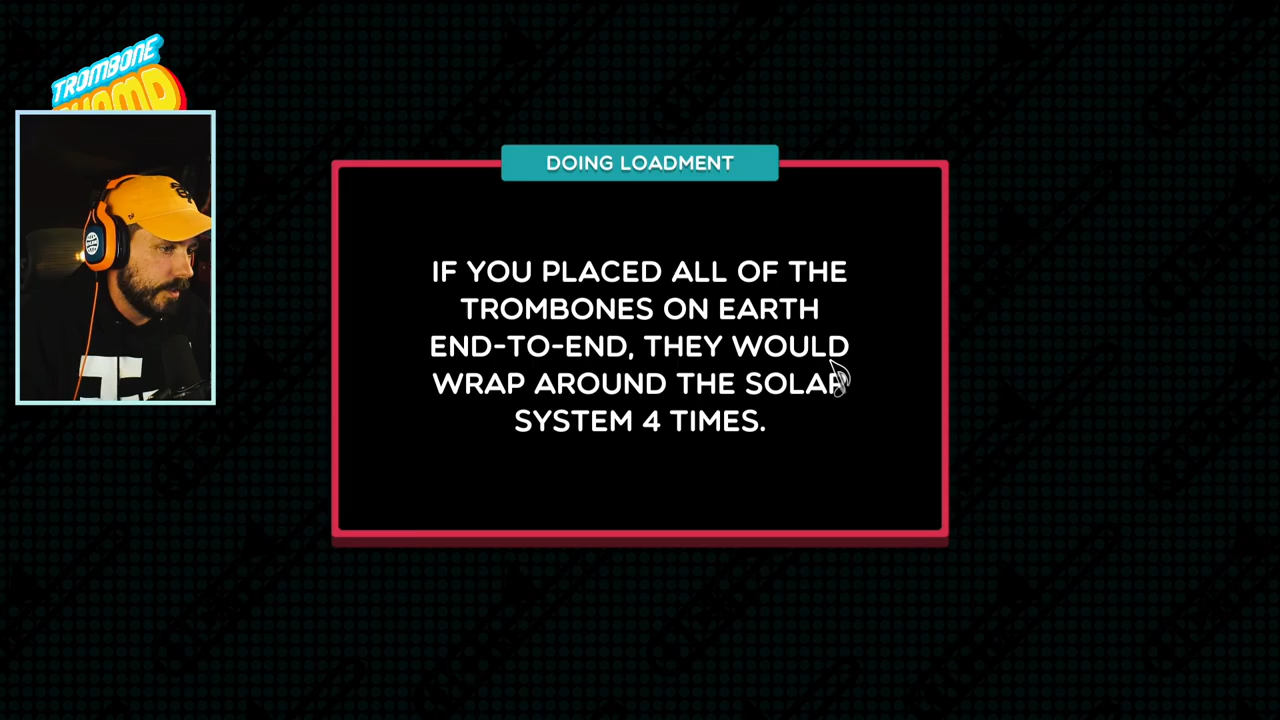 TROMBONE
DOING LOADMENT
IF YOU PLACED ALL OF THE
TROMBONES ON EARTH
END-TO-END, THEY WOULD
WRAP AROUND THE SOLAR
SYSTEM 4 TIMES.